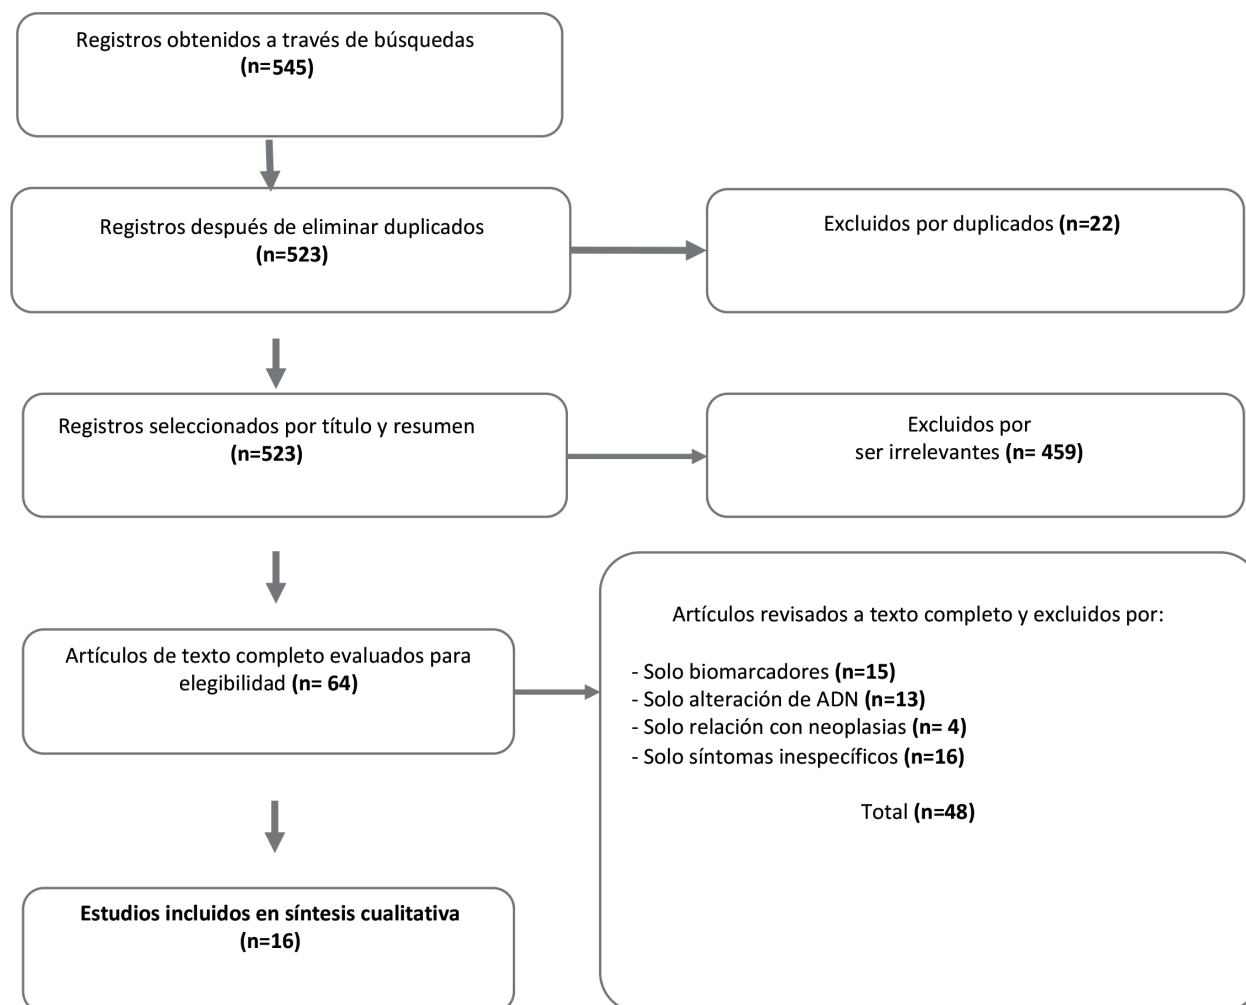 Registros obtenidos a través de búsquedas
(n=545)
Registros después de eliminar duplicados
(n=523)
Excluidos por duplicados (n=22)
Registros seleccionados por título y resumen
(n=523)
Excluidos por
ser irrelevantes (n= 459)
Artículos de texto completo evaluados para
elegibilidad (n= 64)
Artículos revisados a texto completo y excluidos por:
- Solo biomarcadores (n=15)
- Solo alteración de ADN (n=13)
- Solo relación con neoplasias (n= 4)
- Solo síntomas inespecíficos (n=16)
Total (n=48)
Estudios incluidos en síntesis cualitativa
(n=16)